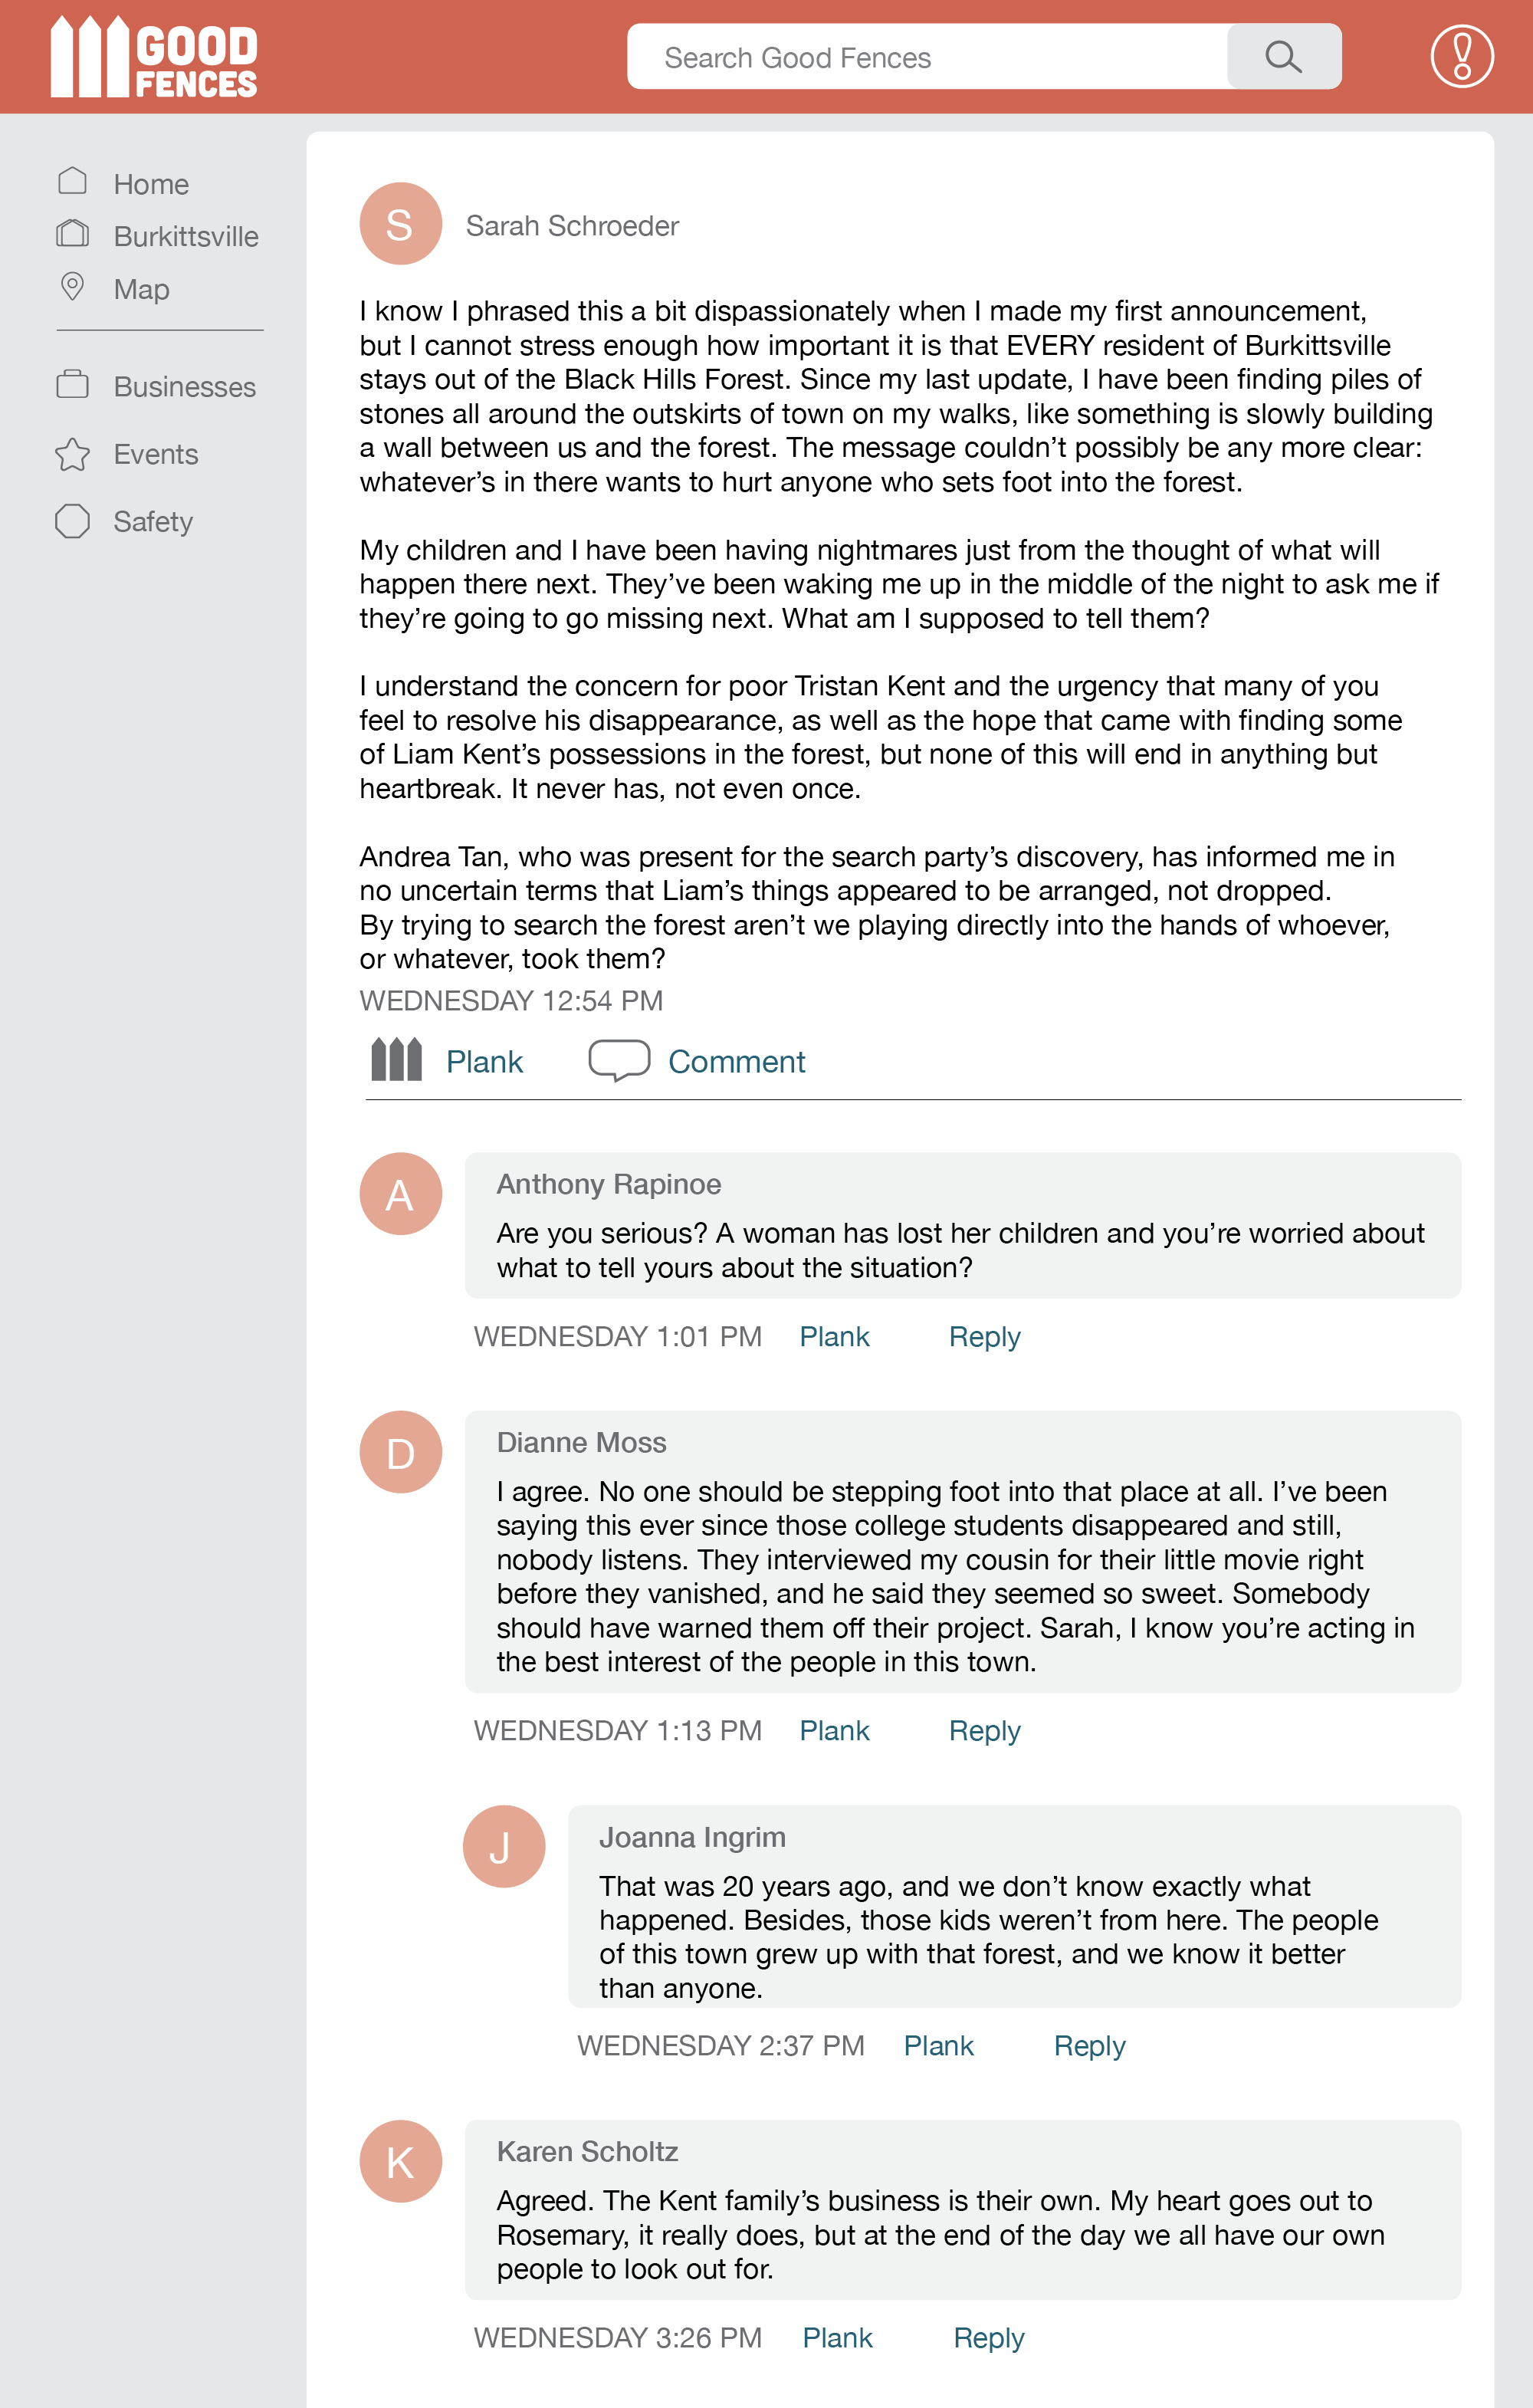 GOOD
FENCES
Search Good Fences
Home
Burkittsville
Map
Businesses
Events
Safety
S
Sarah Schroeder
I know I phrased this a bit dispassionately when I made my first announcement,
but I cannot stress enough how important it is that EVERY resident of Burkittsville
stays out of the Black Hills Forest. Since my last update, I have been finding piles of
stones all around the outskirts of town on my walks, like something is slowly building
a wall between us and the forest. The message couldn’t possibly be any more clear:
whatever’s in there wants to hurt anyone who sets foot into the forest.
My children and I have been having nightmares just from the thought of what will
happen there next. They’ve been waking me up in the middle of the night to ask me if
they’re going to go missing next. What am I supposed to tell them?
I understand the concern for poor Tristan Kent and the urgency that many of you
feel to resolve his disappearance, as well as the hope that came with finding some
of Liam Kent’s possessions in the forest, but none of this will end in anything but
heartbreak. It never has, not even once.
Andrea Tan, who was present for the search party’s discovery, has informed me in
no uncertain terms that Liam’s things appeared to be arranged, not dropped.
By trying to search the forest aren’t we playing directly into the hands of whoever,
or whatever, took them?
WEDNESDAY 12:54 PM
Plank Comment
A
Anthony Rapinoe
Are you serious? A woman has lost her children and you’re worried about
what to tell yours about the situation?
WEDNESDAY 1:01 PM Plank Reply
D
Dianne Moss
I agree. No one should be stepping foot into that place at all. I’ve been
saying this ever since those college students disappeared and still,
nobody listens. They interviewed my cousin for their little movie right
before they vanished, and he said they seemed so sweet. Somebody
should have warned them off their project. Sarah, I know you’re acting in
the best interest of the people in this town.
WEDNESDAY 1:13 PM Plank Reply
J
Joanna Ingrim
That was 20 years ago, and we don’t know exactly what
happened. Besides, those kids weren’t from here. The people
of this town grew up with that forest, and we know it better
than anyone.
WEDNESDAY 2:37 PM Plank Reply
K
Karen Scholtz
Agreed. The Kent family’s business is their own. My heart goes out to
Rosemary, it really does, but at the end of the day we all have our own
people to look out for.
WEDNESDAY 3:26 PM Plank Reply